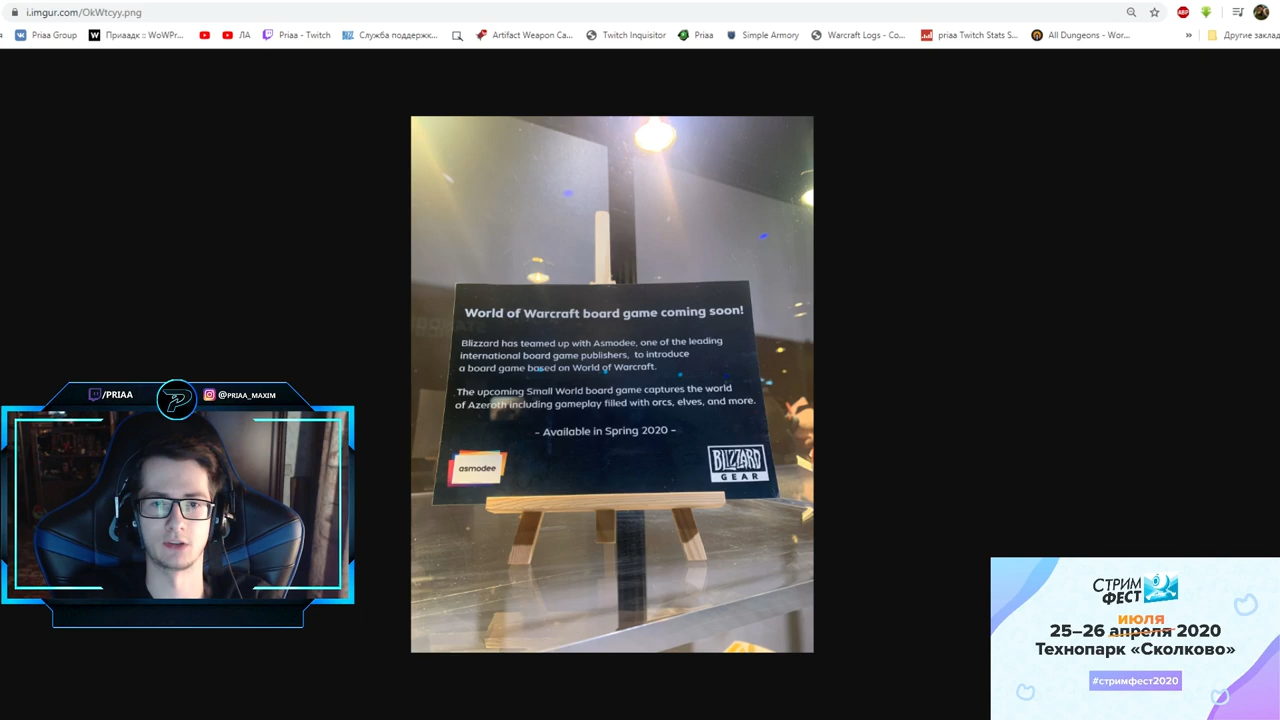 i.imgur.com/OkWtcyy.png
Priaa Group
Приаадк :: WoWPr...
ЛА
Priaa - Twitch
Служба поддержк...
Artifact Weapon Ca...
Twitch Inquisitor
Priaa
Simple Armory
Warcraft Logs - Co...
priaa Twitch Stats S...
All Dungeons - Wor...
»
Другие заклад
World of Warcraft board game coming soon!
Blizzard has teamed up with Asmodee, one of the leading
international board game publishers, to introduce
a board game based on World of Warcraft.
The upcoming Small World board game captures the world
of Azeroth including gameplay filled with orcs, elves, and more.
- Available in Spring 2020 -
asmodee
BLIZZARD
GEAR
/PRIAA
@PRIAA_MAXIM
СТРИМ
ФЕСТ
ИЮЛЯ
25–26 апреля 2020
Технопарк «Сколково»
#стримфест2020